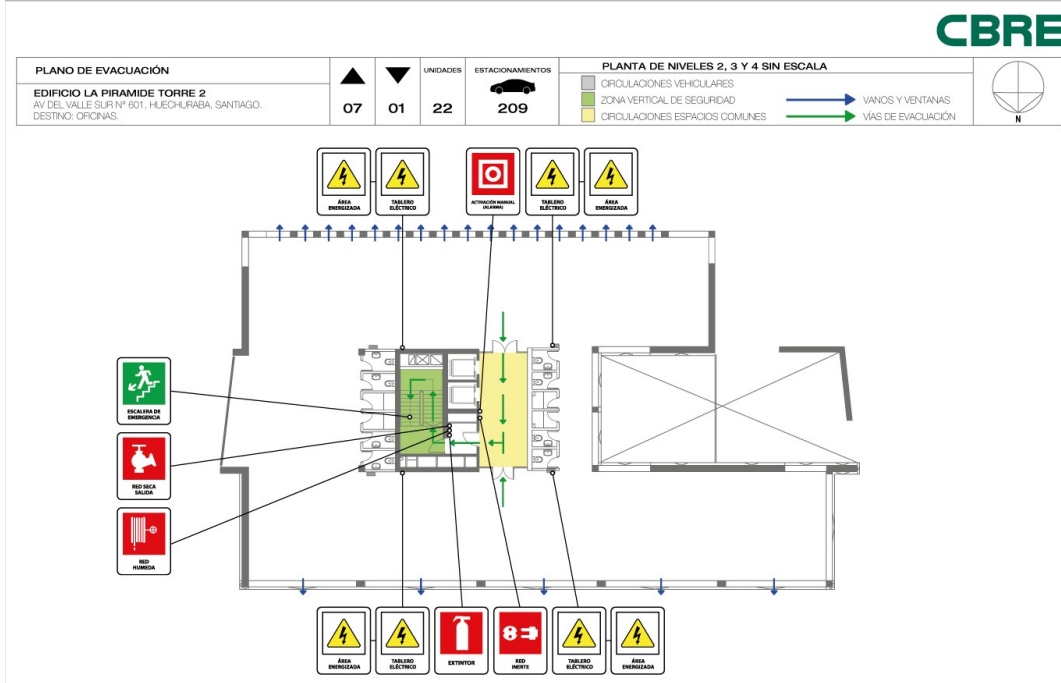 CBRE
PLANO DE EVACUACIÓN
EDIFICIO LA PIRAMIDE TORRE 2
AV DEL VALLE SUR Nº 601, HUECHURABA, SANTIAGO.
DESTINO: OFICINAS.
07
01
UNIDADES
22
ESTACIONAMIENTOS
209
PLANTA DE NIVELES 2, 3 Y 4 SIN ESCALA
CIRCULACIONES VEHICULARES
ZONA VERTICAL DE SEGURIDAD
CIRCULACIONES ESPACIOS COMUNES
VANOS Y VENTANAS
VÍAS DE EVACUACIÓN
N
ÁREA
ENERGIZADA
TABLERO
ELÉCTRICO
ACTIVACIÓN MANUAL
(ALARMA)
TABLERO
ELÉCTRICO
ÁREA
ENERGIZADA
ESCALERA DE
EMERGENCIA
RED SECA
SALIDA
RED
HUMEDA
ÁREA
ENERGIZADA
TABLERO
ELÉCTRICO
EXTINTOR
RED
INERTE
TABLERO
ELÉCTRICO
ÁREA
ENERGIZADA